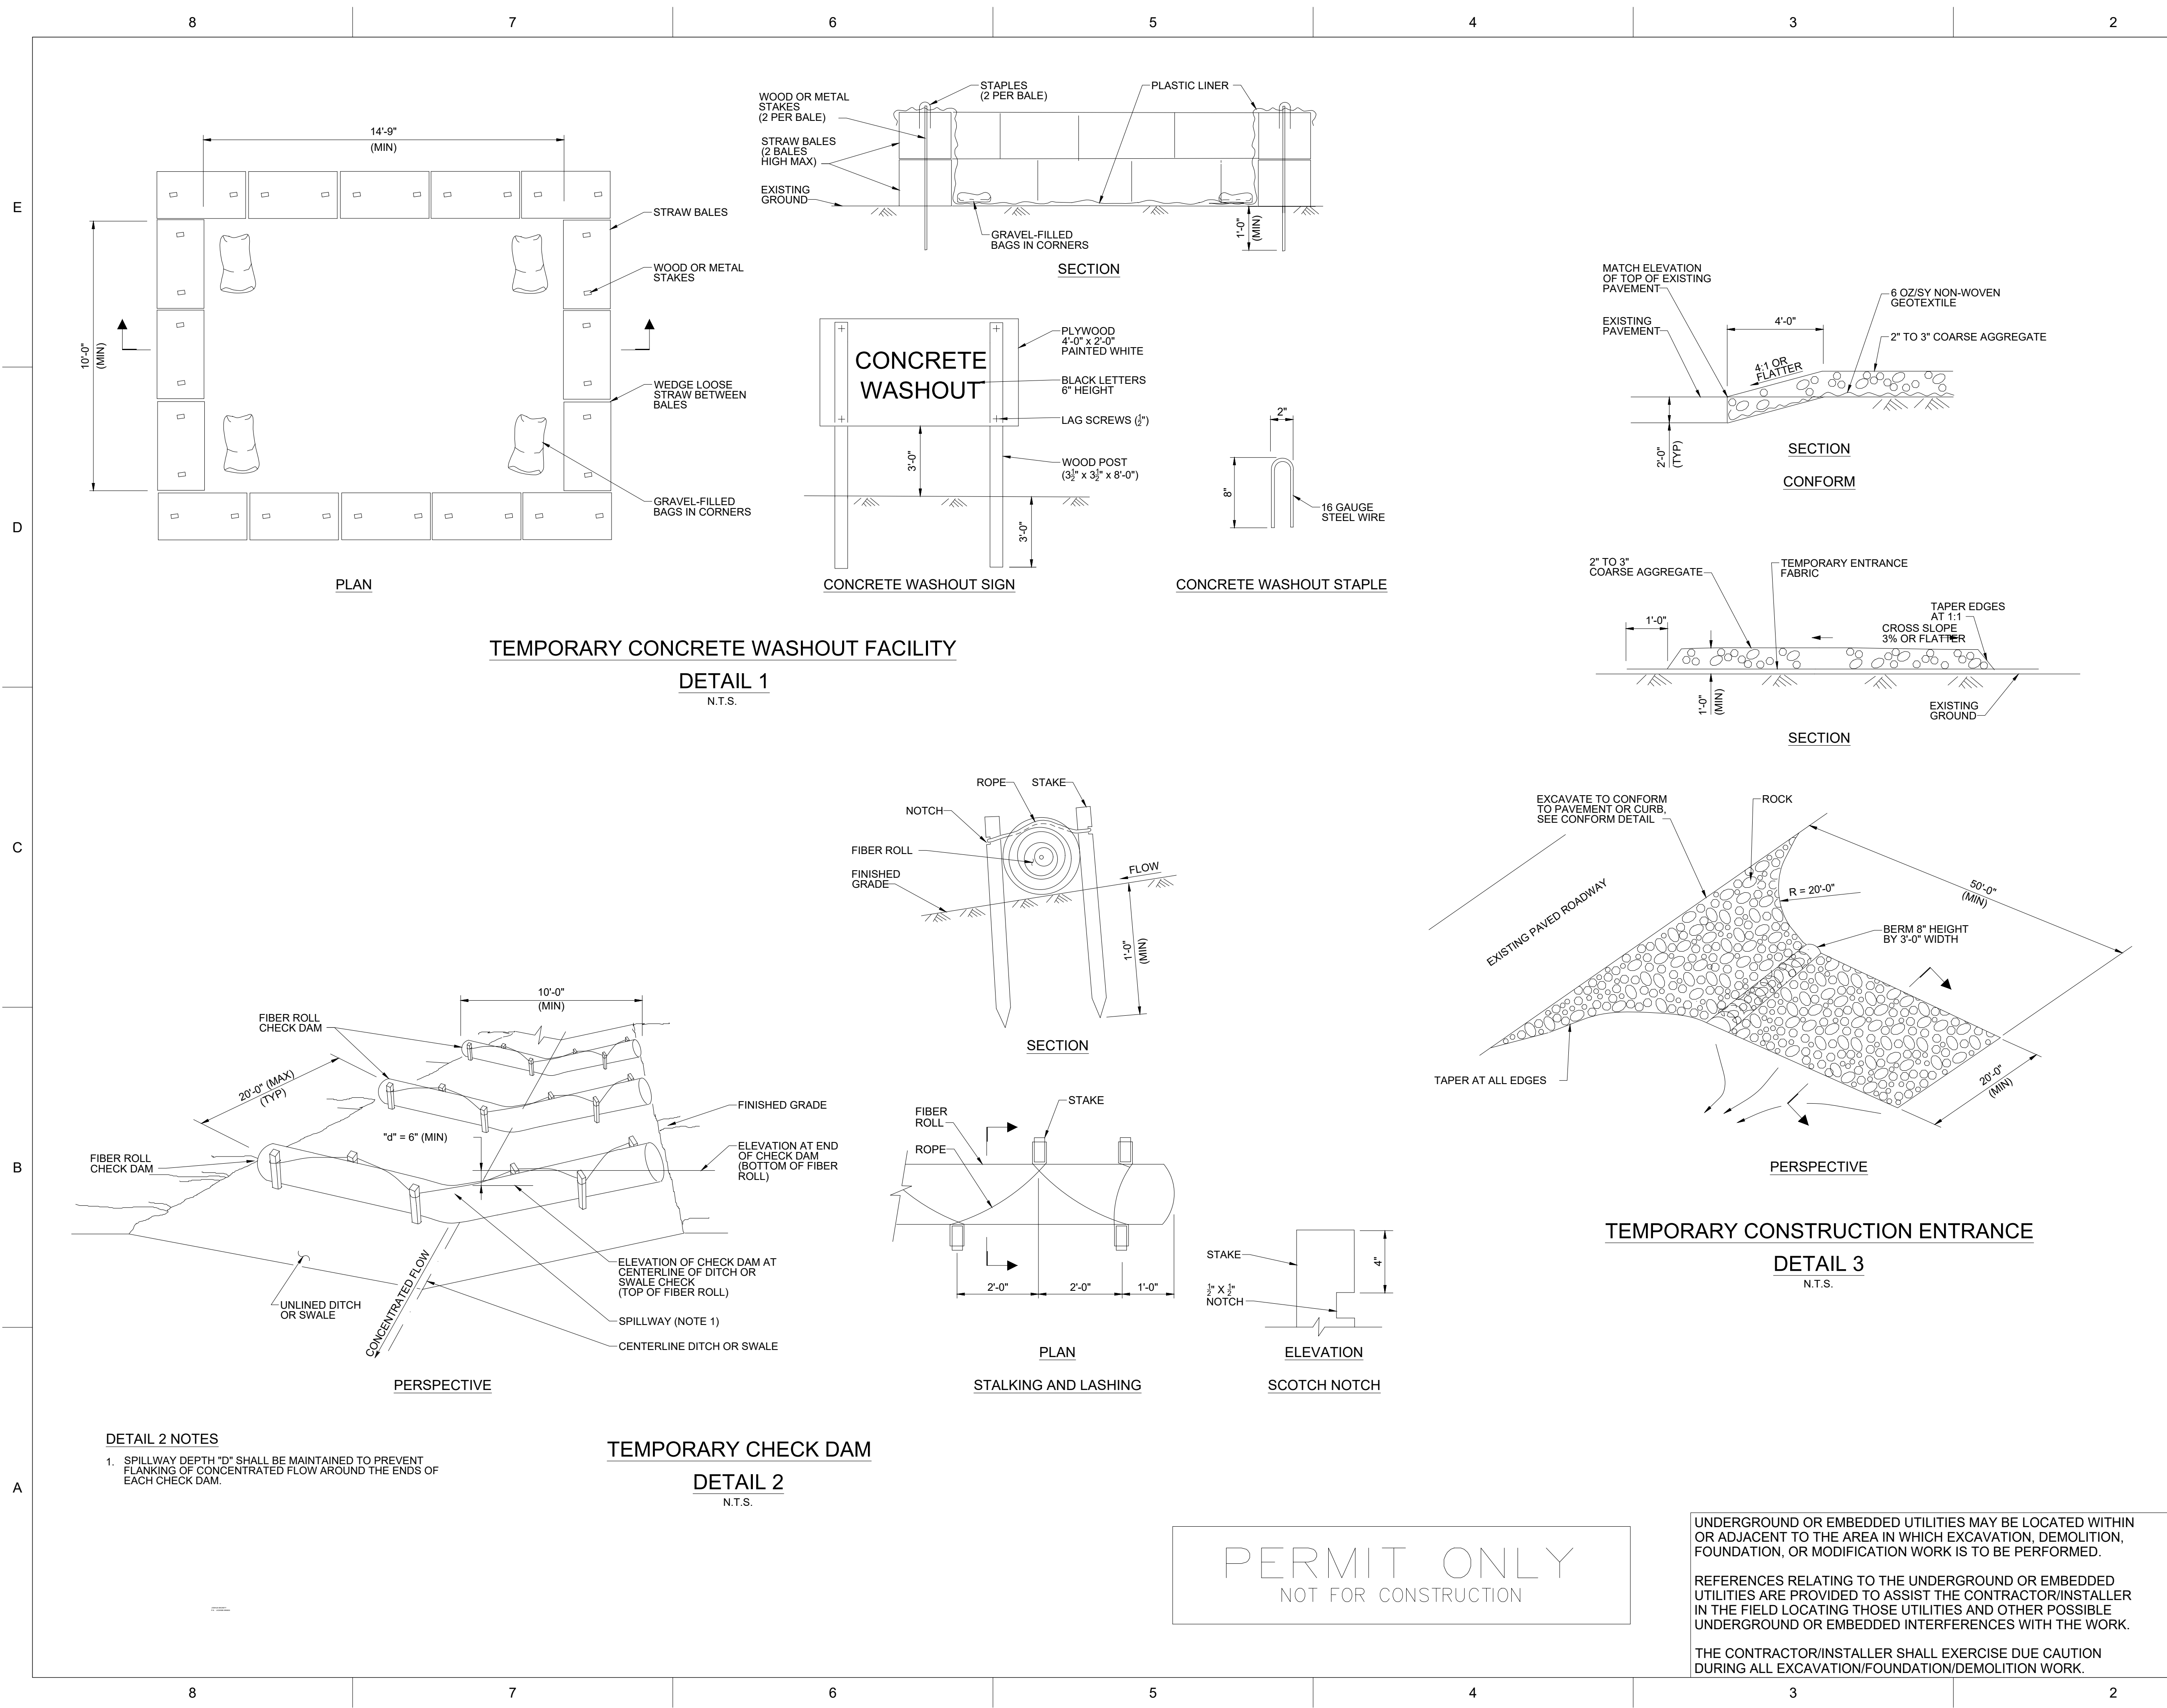 8 7 6 5 4 3 2
E
D
C
B
A
14'-9"
(MIN)
10'-0"
(MIN)
STRAW BALES
WOOD OR METAL
STAKES
WEDGE LOOSE
STRAW BETWEEN
BALES
GRAVEL-FILLED
BAGS IN CORNERS
PLAN
WOOD OR METAL
STAKES
(2 PER BALE)
STRAW BALES
(2 BALES
HIGH MAX)
EXISTING
GROUND
STAPLES
(2 PER BALE)
PLASTIC LINER
GRAVEL-FILLED
BAGS IN CORNERS
1'-0"
(MIN)
SECTION
CONCRETE
WASHOUT
PLYWOOD
4'-0" x 2'-0"
PAINTED WHITE
BLACK LETTERS
6" HEIGHT
LAG SCREWS (½")
WOOD POST
(3½" x 3½" x 8'-0")
3'-0"
3'-0"
CONCRETE WASHOUT SIGN
2"
8"
16 GAUGE
STEEL WIRE
CONCRETE WASHOUT STAPLE
TEMPORARY CONCRETE WASHOUT FACILITY
DETAIL 1
N.T.S.
MATCH ELEVATION
OF TOP OF EXISTING
PAVEMENT
EXISTING
PAVEMENT
4'-0"
4:1 OR
FLATTER
6 OZ/SY NON-WOVEN
GEOTEXTILE
2" TO 3" COARSE AGGREGATE
2'-0"
(TYP)
SECTION
CONFORM
2" TO 3"
COARSE AGGREGATE
TEMPORARY ENTRANCE
FABRIC
TAPER EDGES
AT 1:1
CROSS SLOPE
3% OR FLATTER
1'-0"
1'-0"
(MIN)
EXISTING
GROUND
SECTION
EXCAVATE TO CONFORM
TO PAVEMENT OR CURB,
SEE CONFORM DETAIL
ROCK
EXISTING PAVED ROADWAY
R = 20'-0"
50'-0"
(MIN)
BERM 8" HEIGHT
BY 3'-0" WIDTH
TAPER AT ALL EDGES
20'-0"
(MIN)
PERSPECTIVE
TEMPORARY CONSTRUCTION ENTRANCE
DETAIL 3
N.T.S.
ROPE
STAKE
NOTCH
FIBER ROLL
FINISHED
GRADE
FLOW
1'-0"
(MIN)
SECTION
FIBER ROLL
CHECK DAM
10'-0"
(MIN)
20'-0" (MAX)
(TYP)
"d" = 6" (MIN)
FIBER ROLL
CHECK DAM
FINISHED GRADE
ELEVATION AT END
OF CHECK DAM
(BOTTOM OF FIBER
ROLL)
ELEVATION OF CHECK DAM AT
CENTERLINE OF DITCH OR
SWALE CHECK
(TOP OF FIBER ROLL)
UNLINED DITCH
OR SWALE
CONCENTRATED FLOW
SPILLWAY (NOTE 1)
CENTERLINE DITCH OR SWALE
PERSPECTIVE
FIBER
ROLL
STAKE
ROPE
2'-0"
2'-0"
1'-0"
PLAN
STALKING AND LASHING
STAKE
½" X ½"
NOTCH
4"
ELEVATION
SCOTCH NOTCH
DETAIL 2 NOTES
1. SPILLWAY DEPTH "D" SHALL BE MAINTAINED TO PREVENT
FLANKING OF CONCENTRATED FLOW AROUND THE ENDS OF
EACH CHECK DAM.
TEMPORARY CHECK DAM
DETAIL 2
N.T.S.
PERMIT ONLY
NOT FOR CONSTRUCTION
UNDERGROUND OR EMBEDDED UTILITIES MAY BE LOCATED WITHIN
OR ADJACENT TO THE AREA IN WHICH EXCAVATION, DEMOLITION,
FOUNDATION, OR MODIFICATION WORK IS TO BE PERFORMED.
REFERENCES RELATING TO THE UNDERGROUND OR EMBEDDED
UTILITIES ARE PROVIDED TO ASSIST THE CONTRACTOR/INSTALLER
IN THE FIELD LOCATING THOSE UTILITIES AND OTHER POSSIBLE
UNDERGROUND OR EMBEDDED INTERFERENCES WITH THE WORK.
THE CONTRACTOR/INSTALLER SHALL EXERCISE DUE CAUTION
DURING ALL EXCAVATION/FOUNDATION/DEMOLITION WORK.
8 7 6 5 4 3 2